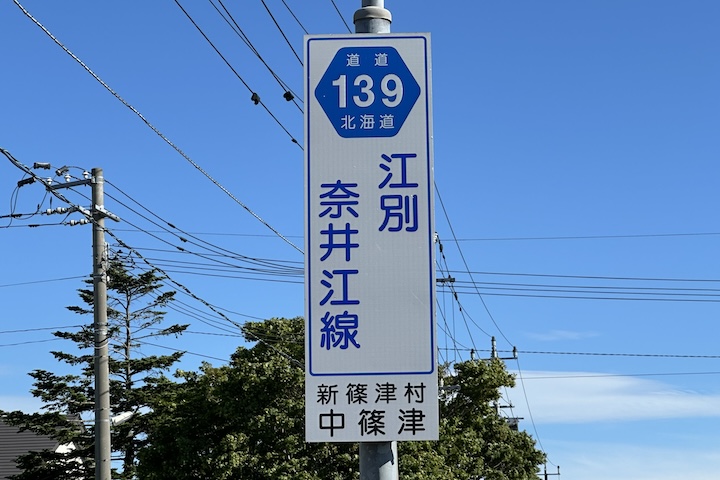 道道
139
北海道
江別
奈井江線
新篠津村
中篠津